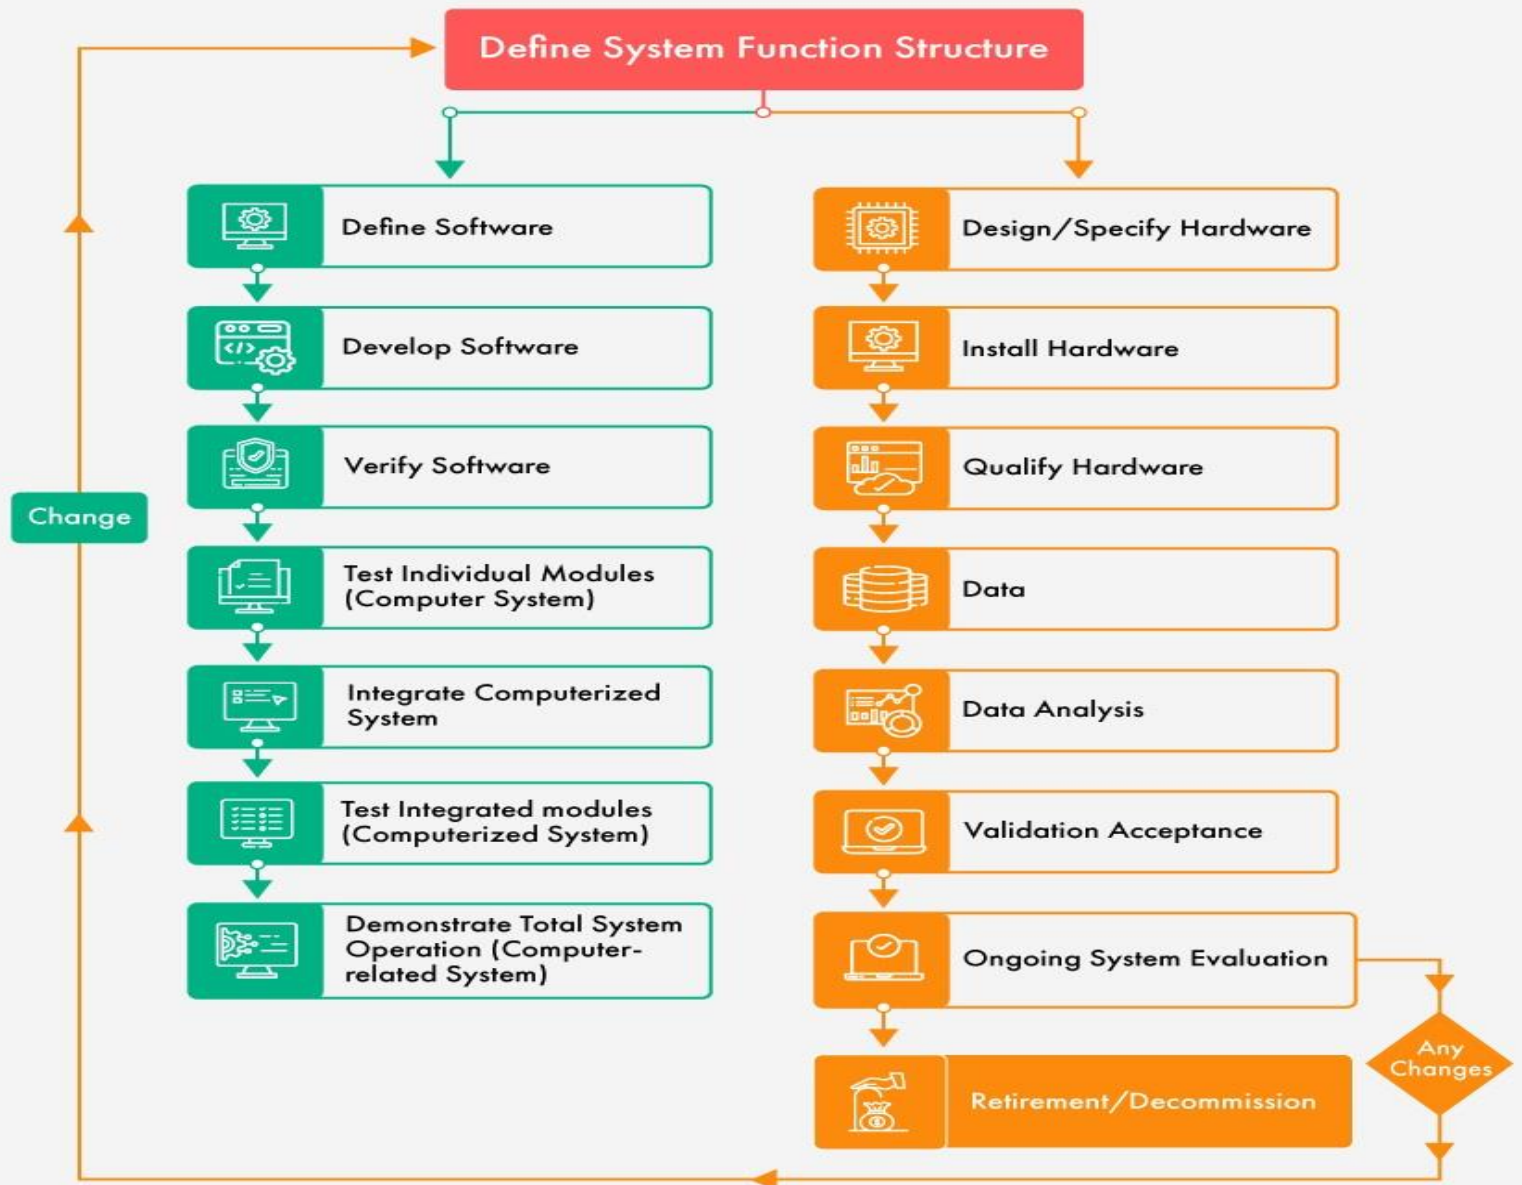 Define System Function Structure
Define Software
Develop Software
Verify Software
Test Individual Modules
(Computer System)
Integrate Computerized
System
Test Integrated modules
(Computerized System)
Demonstrate Total System
Operation (Computer-
related System)
Design/Specify Hardware
Install Hardware
Qualify Hardware
Data
Data Analysis
Validation Acceptance
Ongoing System Evaluation
Retirement/Decommission
Any
Changes
Change